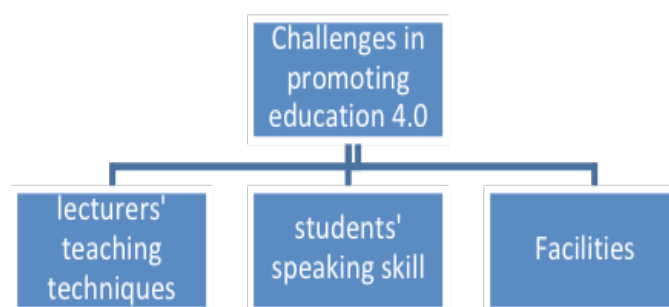 Challenges in
promoting
education 4.0
lecturers'
teaching
techniques
students'
speaking skill
Facilities